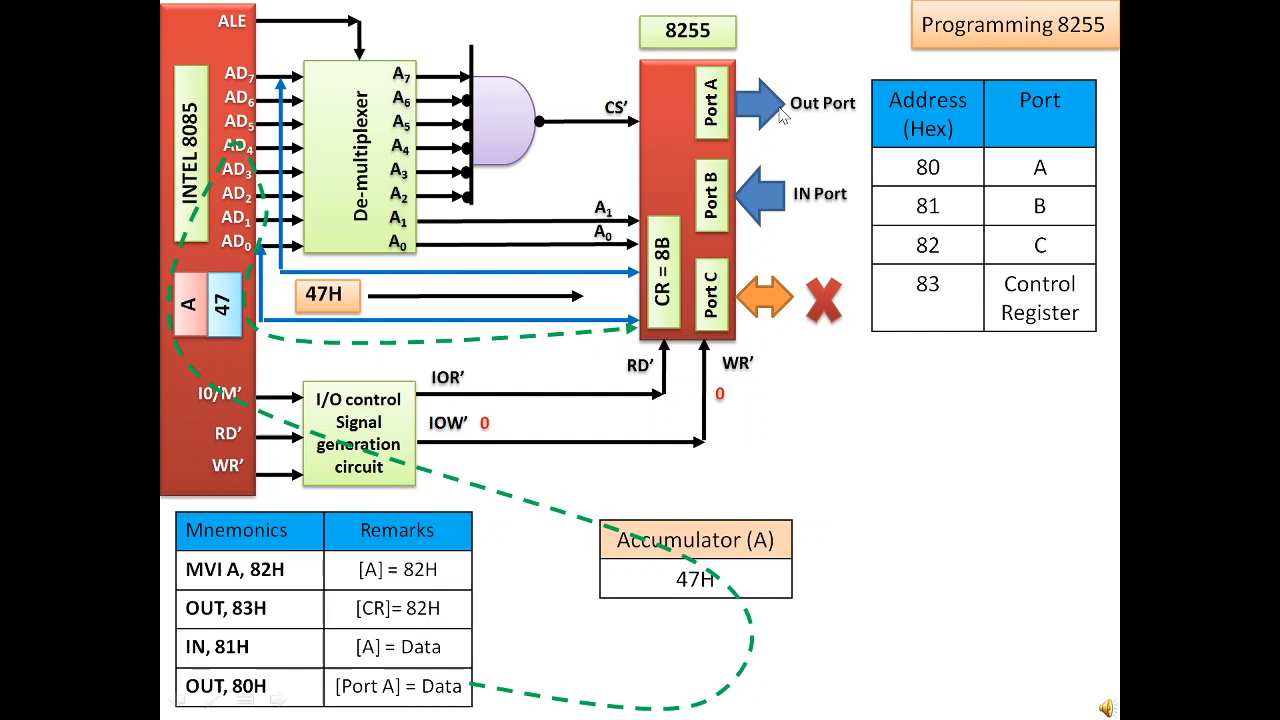 Programming 8255
ALE
8255
INTEL 8085
AD7
AD6
AD5
AD4
AD3
AD2
AD1
AD0
De-multiplexer
A7
A6
A5
A4
A3
A2
A1
A0
CS'
A1
A0
Port A
Port B
Port C
CR = 8B
Out Port
IN Port
A
47
47H
I0/M'
RD'
WR'
I/O control
Signal
generation
circuit
IOR'
IOW' 0
RD'
WR'
0
Address
(Hex)
Port
80 A
81 B
82 C
83 Control
Register
Mnemonics Remarks
MVI A, 82H [A] = 82H
OUT, 83H [CR]= 82H
IN, 81H [A] = Data
OUT, 80H [Port A] = Data
Accumulator (A)
47H